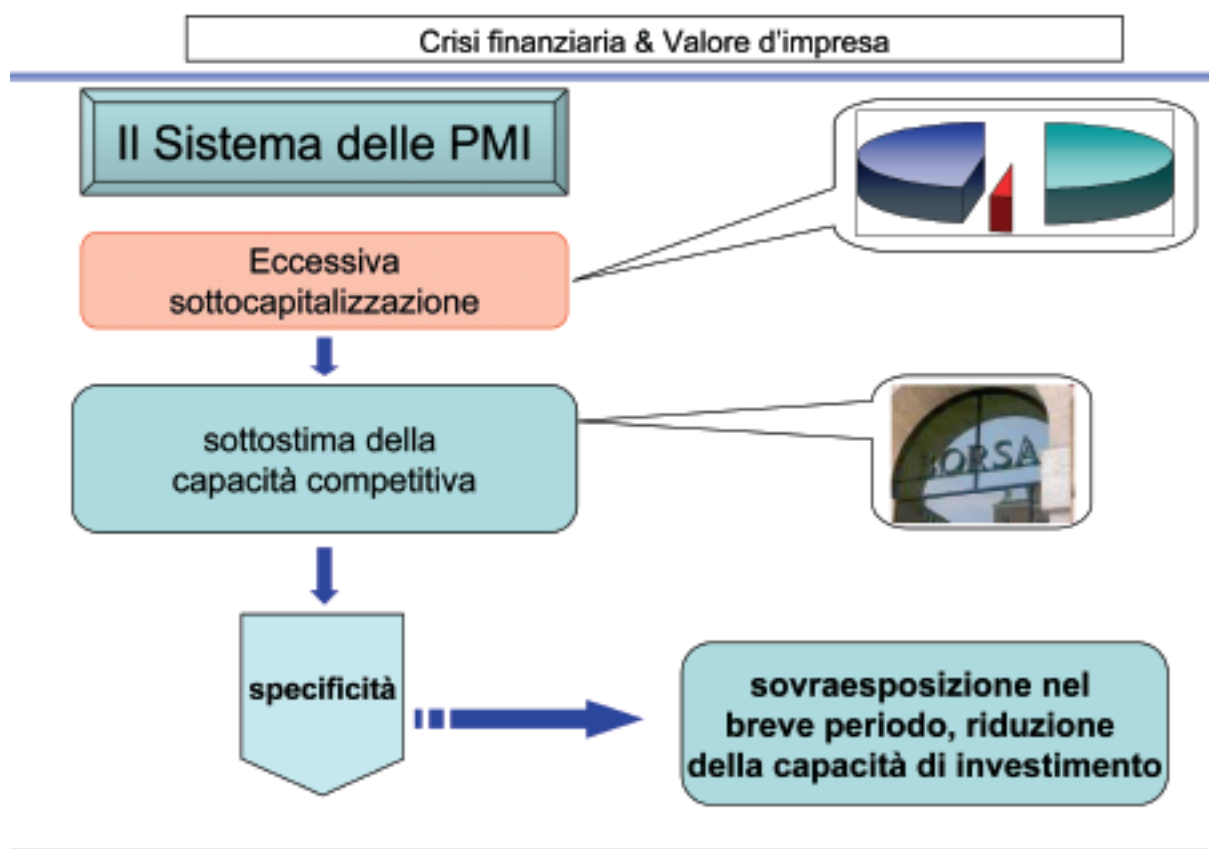 Crisi finanziaria & Valore d'impresa
Il Sistema delle PMI
Eccessiva
sottocapitalizzazione
sottostima della
capacità competitiva
BORSA
specificità
sovraesposizione nel
breve periodo, riduzione
della capacità di investimento